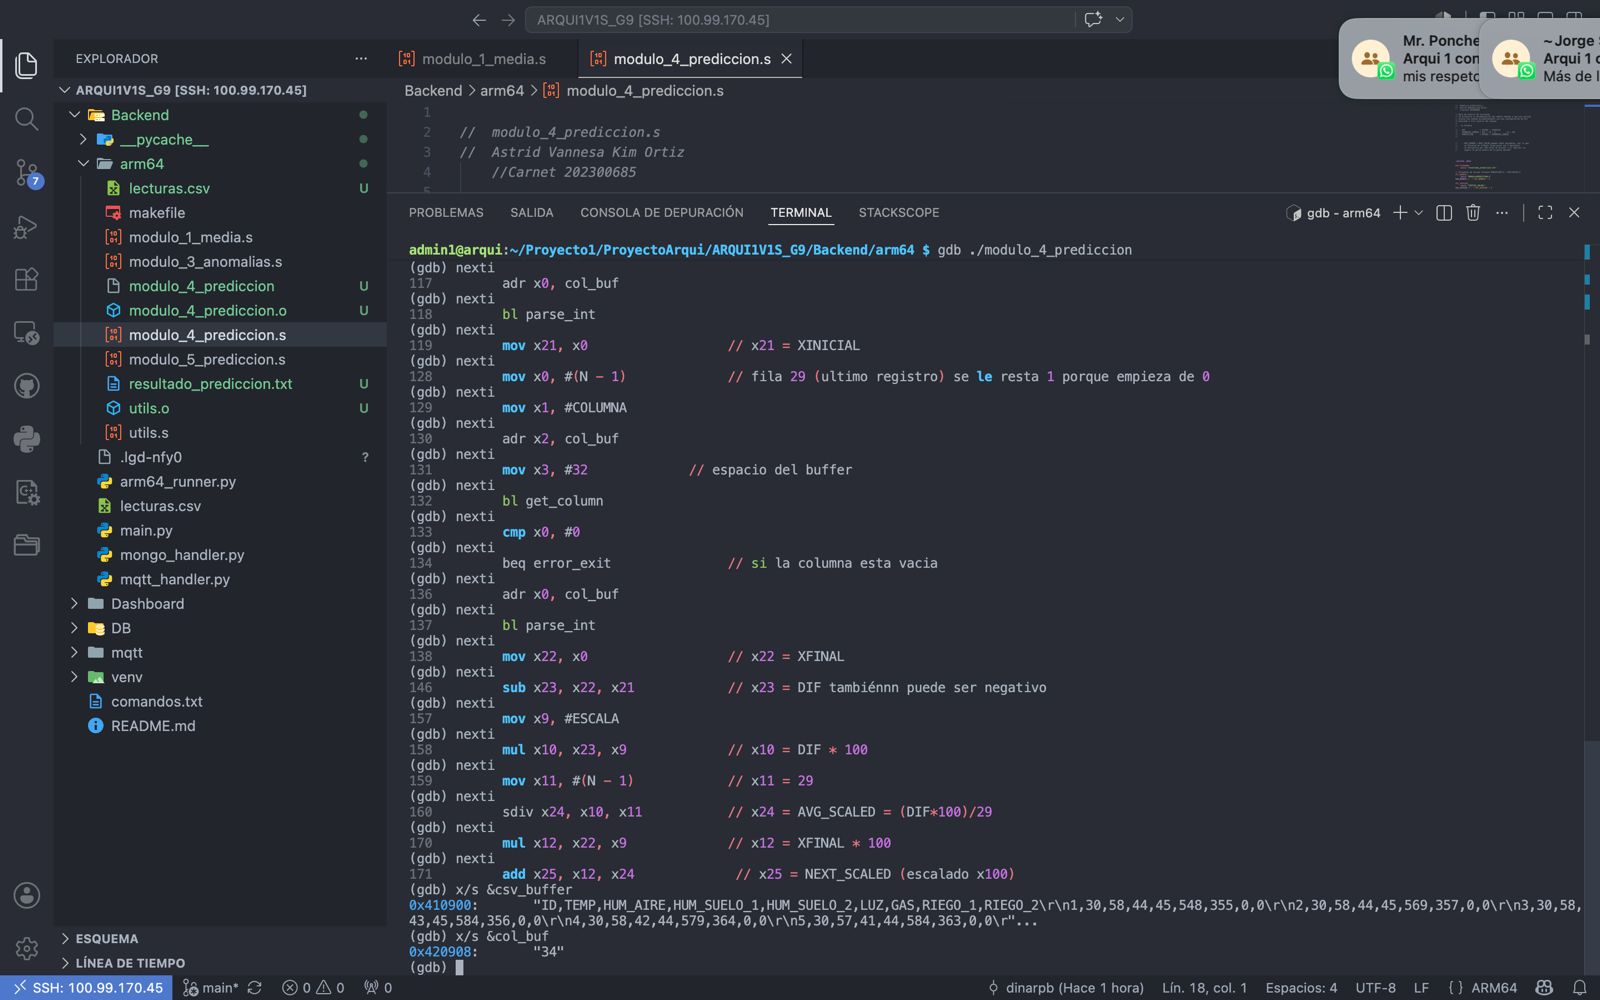 ARQUI1V1S_G9 [SSH: 100.99.170.45]
Mr. Ponche
Arqui 1 con
mis respeto
~Jorge
Arqui 1 c
Más de l
EXPLORADOR
ARQUI1V1S_G9 [SSH: 100.99.170.45]
Backend
__pycache__
arm64
lecturas.csv U
makefile
modulo_1_media.s
modulo_3_anomalias.s
modulo_4_prediccion U
modulo_4_prediccion.o U
modulo_4_prediccion.s
modulo_5_prediccion.s
resultado_prediccion.txt U
utils.o U
utils.s
.lgd-nfy0 ?
arm64_runner.py
lecturas.csv
main.py
mongo_handler.py
mqtt_handler.py
Dashboard
DB
mqtt
venv
comandos.txt
README.md
ESQUEMA
LÍNEA DE TIEMPO
7
modulo_1_media.s
modulo_4_prediccion.s
Backend > arm64 > modulo_4_prediccion.s
1
2 // modulo_4_prediccion.s
3 // Astrid Vannesa Kim Ortiz
4 //Carnet 202300685
PROBLEMAS SALIDA CONSOLA DE DEPURACIÓN TERMINAL STACKSCOPE
gdb - arm64
admin1@arqui:~/Proyecto1/ProyectoArqui/ARQUI1V1S_G9/Backend/arm64 $ gdb ./modulo_4_prediccion
(gdb) nexti
117 adr x0, col_buf
(gdb) nexti
118 bl parse_int
(gdb) nexti
119 mov x21, x0 // x21 = XINICIAL
(gdb) nexti
128 mov x0, #(N - 1) // fila 29 (ultimo registro) se le resta 1 porque empieza de 0
(gdb) nexti
129 mov x1, #COLUMNA
(gdb) nexti
130 adr x2, col_buf
(gdb) nexti
131 mov x3, #32 // espacio del buffer
(gdb) nexti
132 bl get_column
(gdb) nexti
133 cmp x0, #0
(gdb) nexti
134 beq error_exit // si la columna esta vacia
(gdb) nexti
136 adr x0, col_buf
(gdb) nexti
137 bl parse_int
(gdb) nexti
138 mov x22, x0 // x22 = XFINAL
(gdb) nexti
146 sub x23, x22, x21 // x23 = DIF tambiénnn puede ser negativo
(gdb) nexti
157 mov x9, #ESCALA
(gdb) nexti
158 mul x10, x23, x9 // x10 = DIF * 100
(gdb) nexti
159 mov x11, #(N - 1) // x11 = 29
(gdb) nexti
160 sdiv x24, x10, x11 // x24 = AVG_SCALED = (DIF*100)/29
(gdb) nexti
170 mul x12, x22, x9 // x12 = XFINAL * 100
(gdb) nexti
171 add x25, x12, x24 // x25 = NEXT_SCALED (escalado x100)
(gdb) x/s &csv_buffer
0x410900: "ID,TEMP,HUM_AIRE,HUM_SUELO_1,HUM_SUELO_2,LUZ,GAS,RIEGO_1,RIEGO_2\r\n1,30,58,44,45,548,355,0,0\r\n2,30,58,44,45,569,357,0,0\r\n3,30,58,
43,45,584,356,0,0\r\n4,30,58,42,44,579,364,0,0\r\n5,30,57,41,44,584,363,0,0\r"...
(gdb) x/s &col_buf
0x420908: "34"
(gdb)
SSH: 100.99.170.45 main* 0 0 0 dinarpb (Hace 1 hora) Lín. 18, col. 1 Espacios: 4 UTF-8 LF { } ARM64